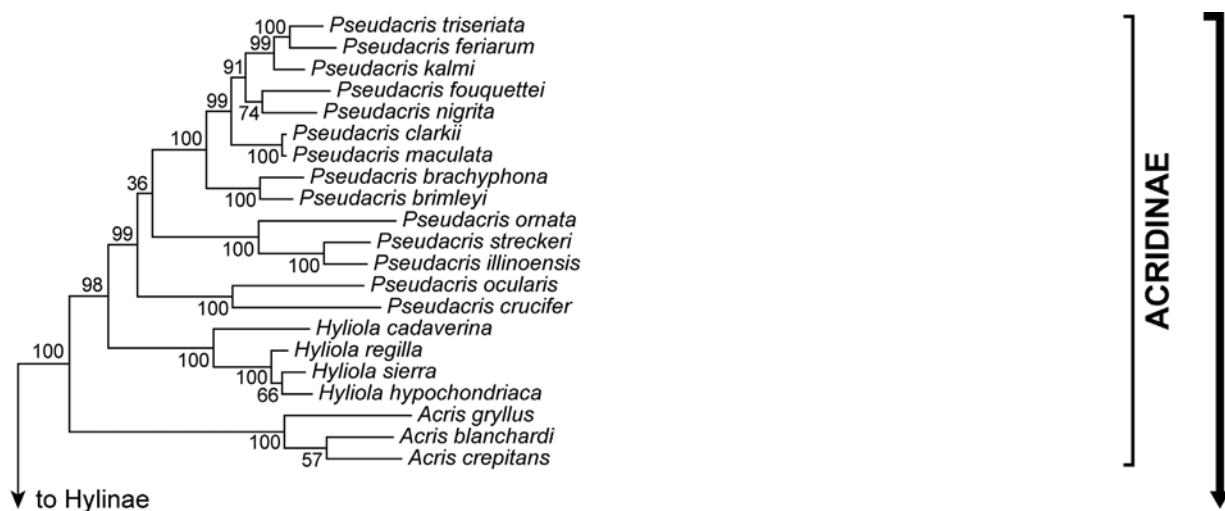 100 Pseudacris triseriata
99 Pseudacris feriarum
91 Pseudacris kalmi
Pseudacris fouquettei
99 74 Pseudacris nigrita
100 Pseudacris clarkii
100 Pseudacris maculata
36 Pseudacris brachyphona
100 Pseudacris brimleyi
Pseudacris ornata
99 100 Pseudacris streckeri
100 Pseudacris illinoensis
98 Pseudacris ocularis
100 Pseudacris crucifer
Hyliola cadaverina
100 100 Hyliola regilla
100 Hyliola sierra
66 Hyliola hypochondriaca
Acris gryllus
100 Acris blanchardi
57 Acris crepitans
to Hylinae
ACRIDINAE